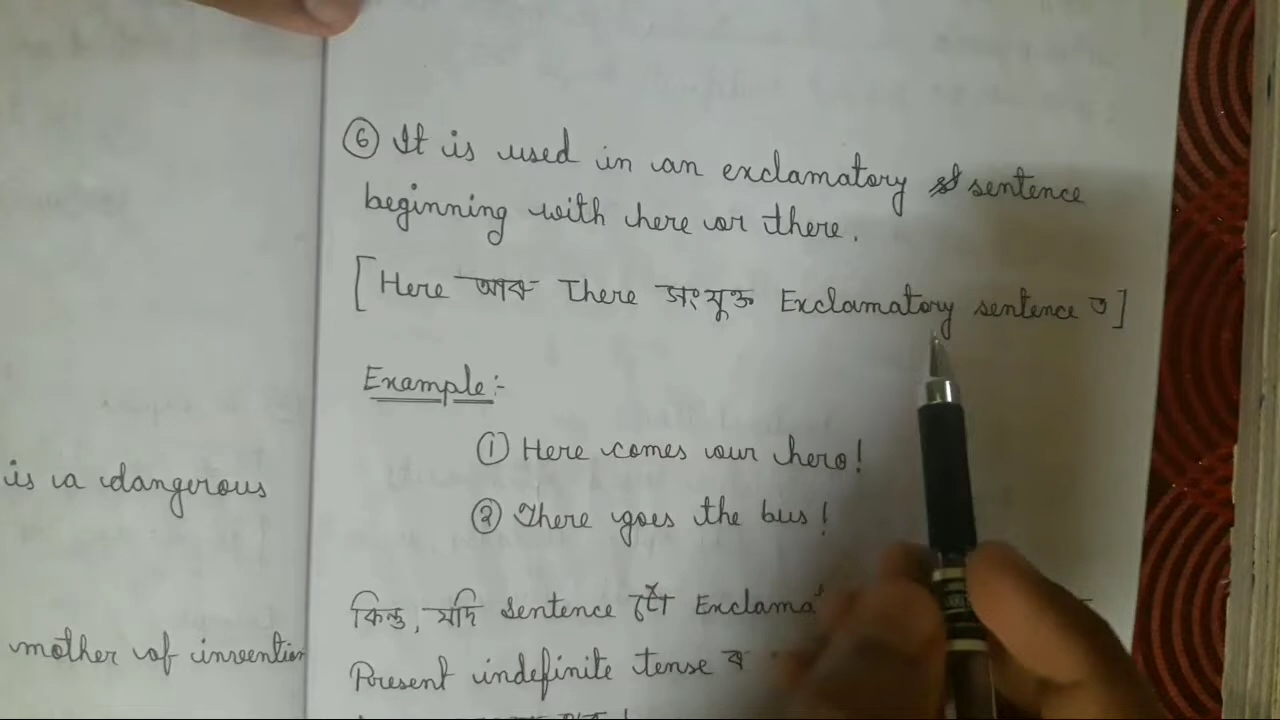 is a dangerous
mother of invention
⑥ It is used in an exclamatory sentence
beginning with here or there.
[Here আৰু There সংযুক্ত Exclamatory sentence ত]
Example:-
① Here comes our hero!
② There goes the bus!
কিন্তু, যদি sentence টো Exclama
Present indefinite tense ব